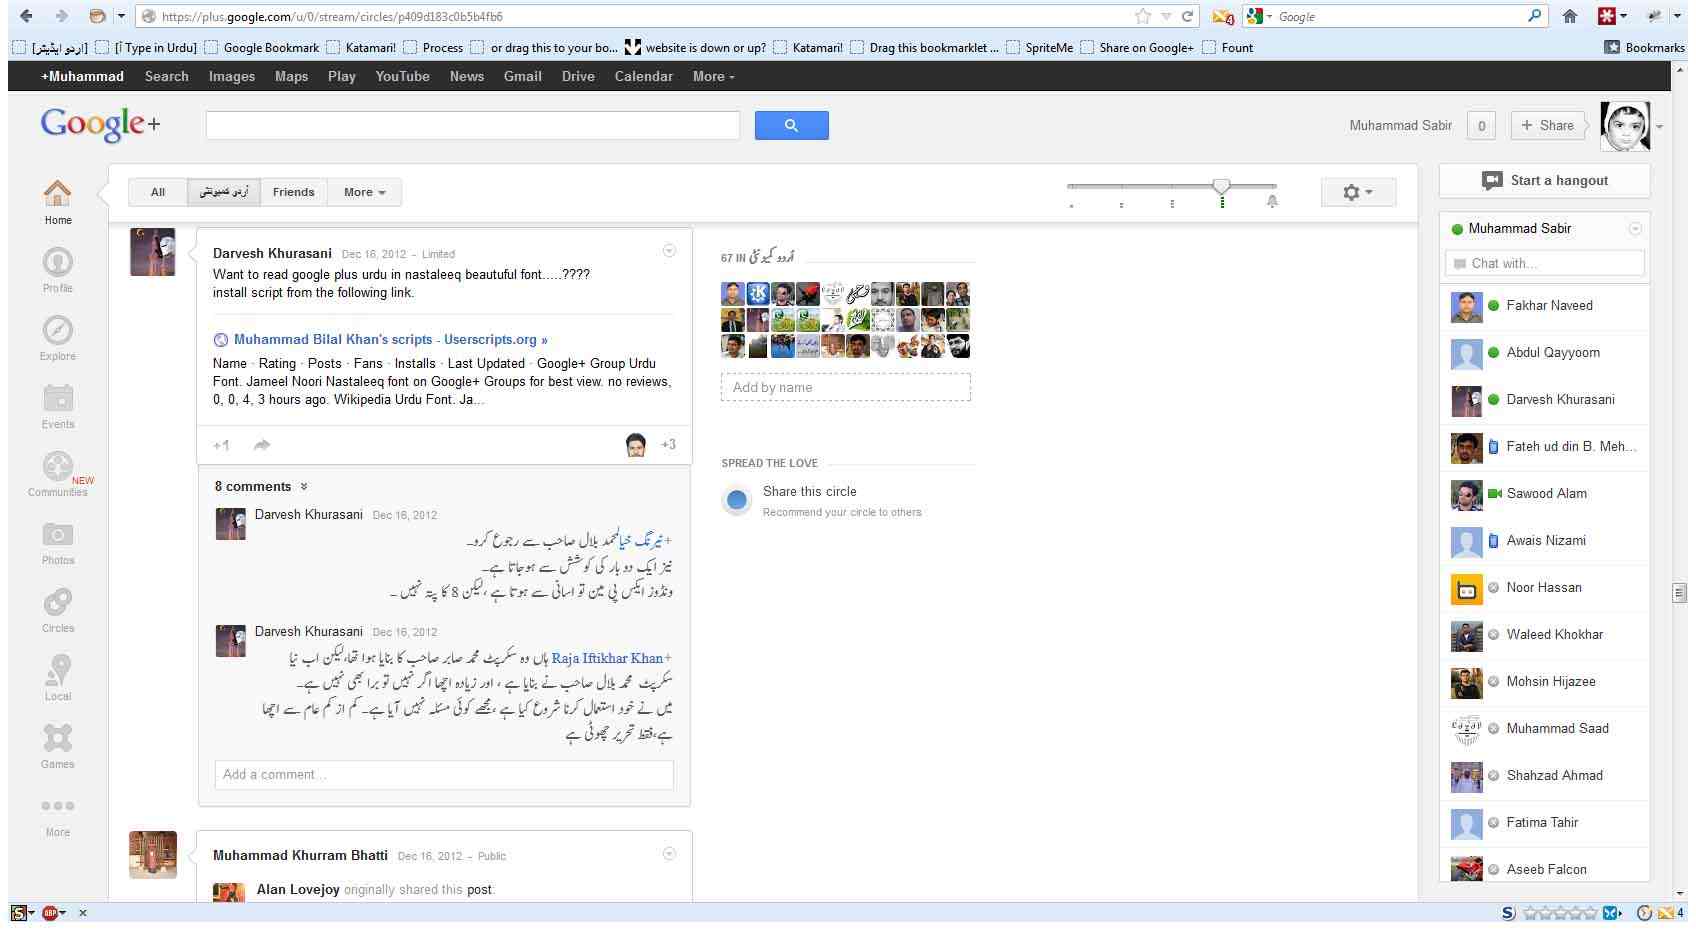 https://plus.google.com/u/0/stream/circles/p409d183c0b5b4fb6
4
Google
[اردو ایڈیٹر] [آ Type in Urdu] Google Bookmark Katamari! Process or drag this to your bo... website is down or up? Katamari! Drag this bookmarklet ... SpriteMe Share on Google+ Fount Bookmarks
+Muhammad Search Images Maps Play YouTube News Gmail Drive Calendar More
Google+
Muhammad Sabir 0 + Share
All اُردو کمیونٹی Friends More
Start a hangout
Home
Profile
Explore
Events
NEW
Communities
Photos
Circles
Local
Games
More
Darvesh Khurasani Dec 16, 2012 - Limited
Want to read google plus urdu in nastaleeq beautuful font.....????
install script from the following link.
Muhammad Bilal Khan's scripts - Userscripts.org »
Name · Rating · Posts · Fans · Installs · Last Updated · Google+ Group Urdu
Font. Jameel Noori Nastaleeq font on Google+ Groups for best view. no reviews,
0, 0, 4, 3 hours ago. Wikipedia Urdu Font. Ja...
+1 +3
8 comments
Darvesh Khurasani Dec 16, 2012
+نیرنگ خیال محمد بلال صاحب سے رجوع کرو۔
نیز ایک دو بار کی کوشش سے ہوجاتا ہے۔
ونڈوز ایکس پی مین تو اسانی سے ہوتا ہے ،لیکن 8 کا پتہ نہیں ۔
Darvesh Khurasani Dec 16, 2012
+Raja Iftikhar Khan ہاں وہ سکرپٹ محمد صابر صاحب کا بنایا ہوا تھا،لیکن اب نیا
سکرپٹ محمد بلال صاحب نے بنایا ہے ، اور زیادہ اچھا اگر نہیں تو برا بھی نہیں ہے۔
میں نے خود استعمال کرنا شروع کیا ہے ،مجھے کوئی مسئلہ نہیں آیا ہے۔ کم از کم عام سے اچھا
ہے،فقط تحریر چھوٹی ہے
Add a comment...
Muhammad Khurram Bhatti Dec 16, 2012 - Public
Alan Lovejoy originally shared this post.
67 IN اُردو کمیونٹی
Add by name
SPREAD THE LOVE
Share this circle
Recommend your circle to others
Muhammad Sabir
Chat with...
Fakhar Naveed
Abdul Qayyoom
Darvesh Khurasani
Fateh ud din B. Meh...
Sawood Alam
Awais Nizami
Noor Hassan
Waleed Khokhar
Mohsin Hijazee
Muhammad Saad
Shahzad Ahmad
Fatima Tahir
Aseeb Falcon
S ABP 4